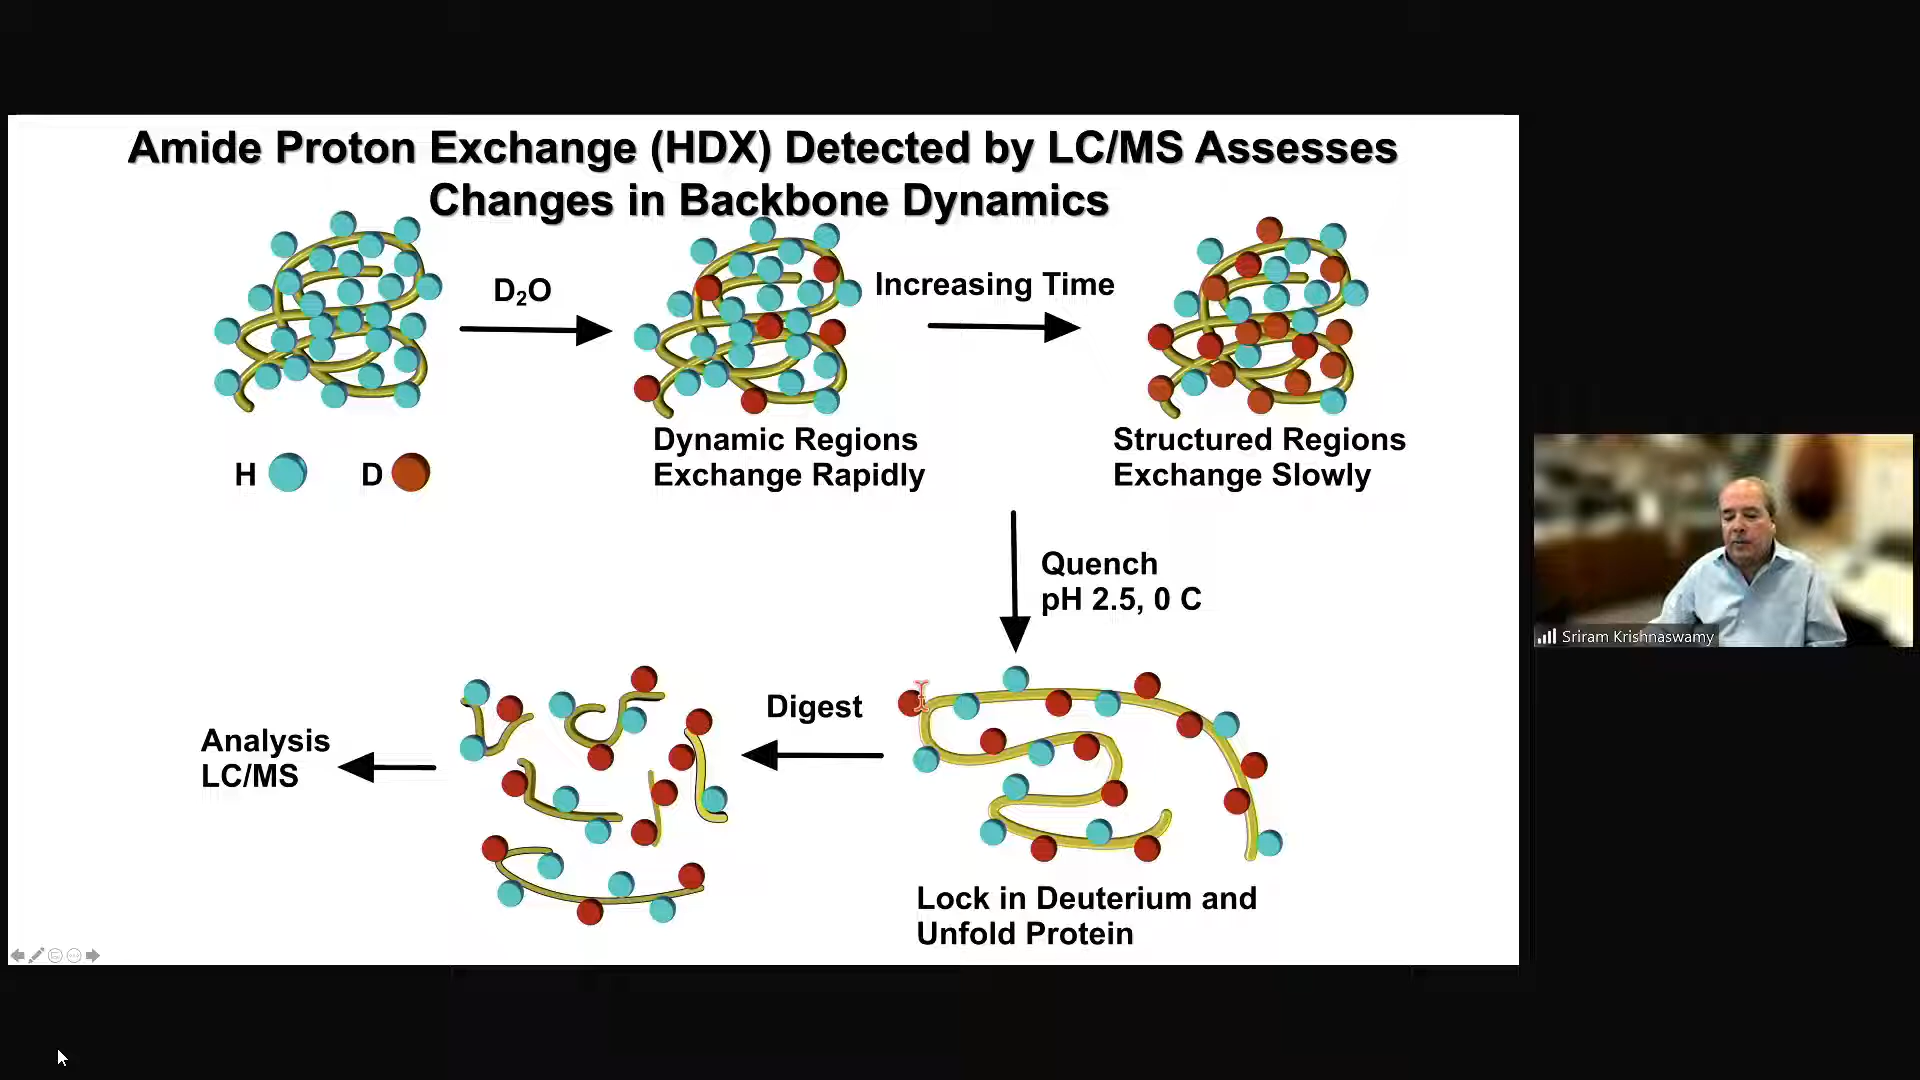 Amide Proton Exchange (HDX) Detected by LC/MS Assesses
Changes in Backbone Dynamics
D₂O
Increasing Time
H
D
Dynamic Regions
Exchange Rapidly
Structured Regions
Exchange Slowly
Quench
pH 2.5, 0 C
Sriram Krishnaswamy
Digest
Analysis
LC/MS
Lock in Deuterium and
Unfold Protein